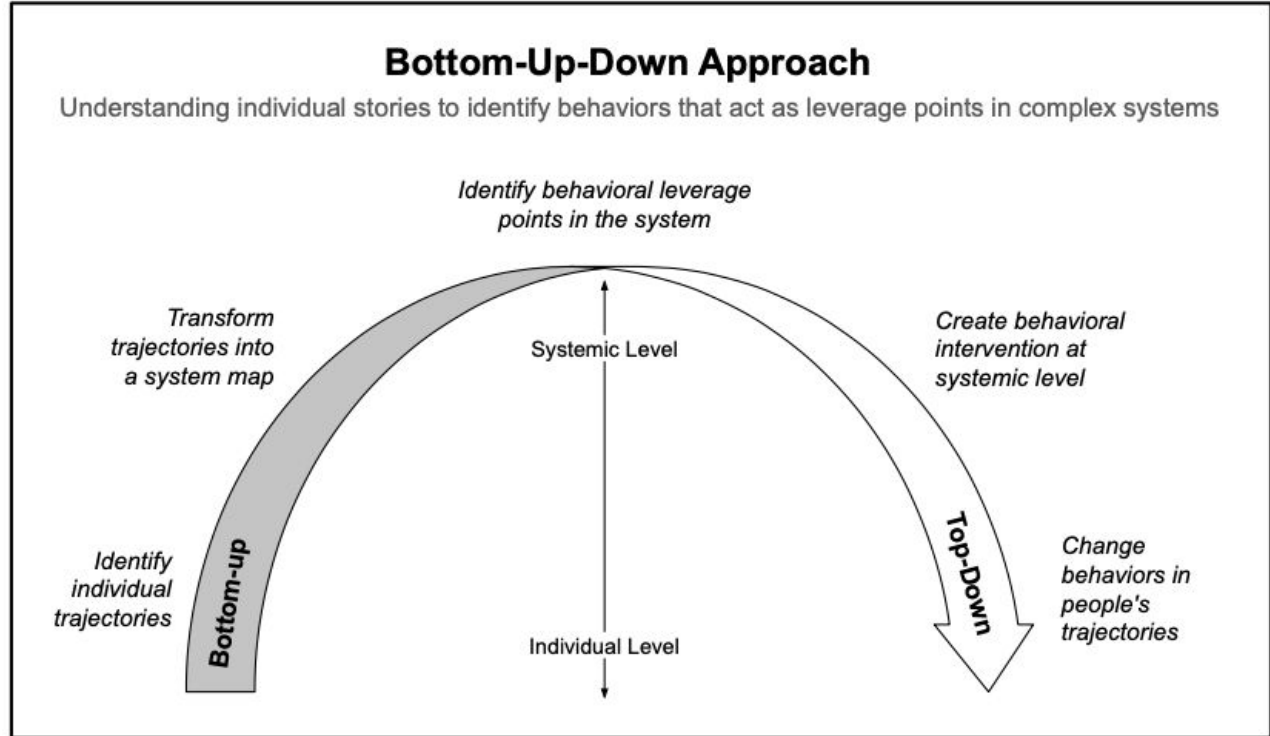 Bottom-Up-Down Approach
Understanding individual stories to identify behaviors that act as leverage points in complex systems
Identify behavioral leverage
points in the system
Transform
trajectories into
a system map
Systemic Level
Create behavioral
intervention at
systemic level
Identify
individual
trajectories
Bottom-up
Individual Level
Top-Down
Change
behaviors in
people's
trajectories